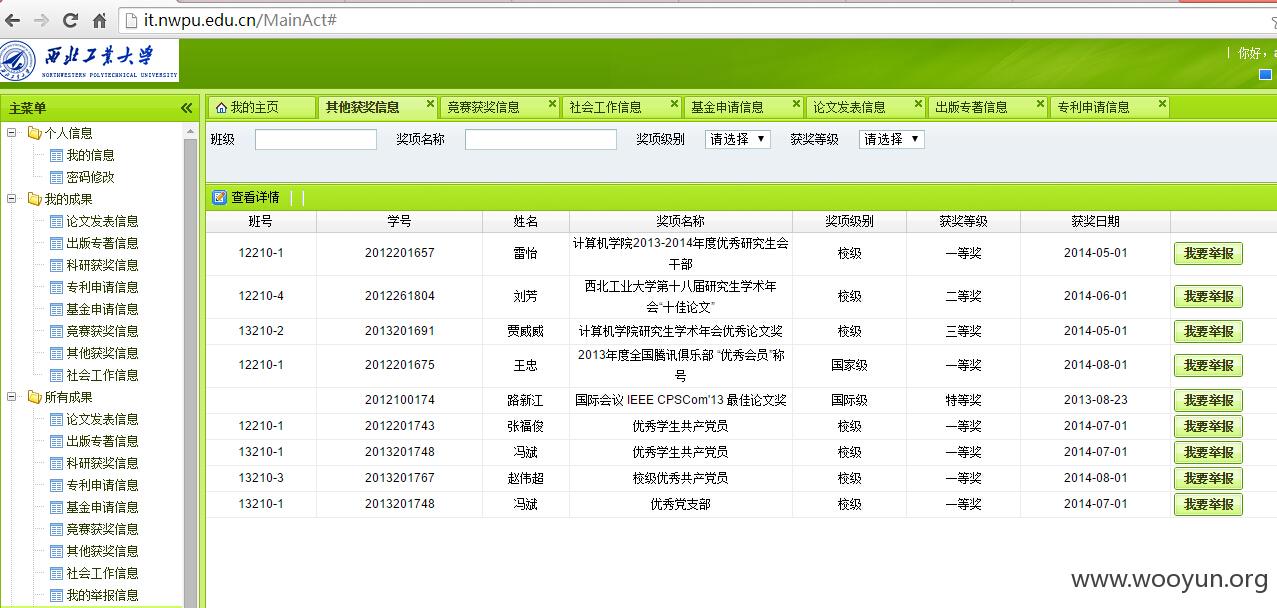 it.nwpu.edu.cn/MainAct#
西北工业大学
NORTHWESTERN POLYTECHNICAL UNIVERSITY
| 你好，a
主菜单
我的主页 其他获奖信息 竞赛获奖信息 社会工作信息 基金申请信息 论文发表信息 出版专著信息 专利申请信息
个人信息
我的信息
密码修改
我的成果
论文发表信息
出版专著信息
科研获奖信息
专利申请信息
基金申请信息
竞赛获奖信息
其他获奖信息
社会工作信息
所有成果
论文发表信息
出版专著信息
科研获奖信息
专利申请信息
基金申请信息
竞赛获奖信息
其他获奖信息
社会工作信息
我的举报信息
班级 奖项名称 奖项级别 请选择 获奖等级 请选择
查看详情
班号 学号 姓名 奖项名称 奖项级别 获奖等级 获奖日期
12210-1 2012201657 雷怡 计算机学院2013-2014年度优秀研究生会
干部 校级 一等奖 2014-05-01 我要举报
12210-4 2012261804 刘芳 西北工业大学第十八届研究生学术年
会“十佳论文” 校级 二等奖 2014-06-01 我要举报
13210-2 2013201691 贾威威 计算机学院研究生学术年会优秀论文奖 校级 三等奖 2014-05-01 我要举报
12210-1 2012201675 王忠 2013年度全国腾讯俱乐部 “优秀会员”称
号 国家级 一等奖 2014-08-01 我要举报
2012100174 路新江 国际会议 IEEE CPSCom'13 最佳论文奖 国际级 特等奖 2013-08-23 我要举报
12210-1 2012201743 张福俊 优秀学生共产党员 校级 一等奖 2014-07-01 我要举报
13210-1 2013201748 冯斌 优秀学生共产党员 校级 一等奖 2014-07-01 我要举报
13210-3 2013201767 赵伟超 校级优秀共产党员 校级 一等奖 2014-08-01 我要举报
13210-1 2013201748 冯斌 优秀党支部 校级 一等奖 2014-07-01 我要举报
www.wooyun.org